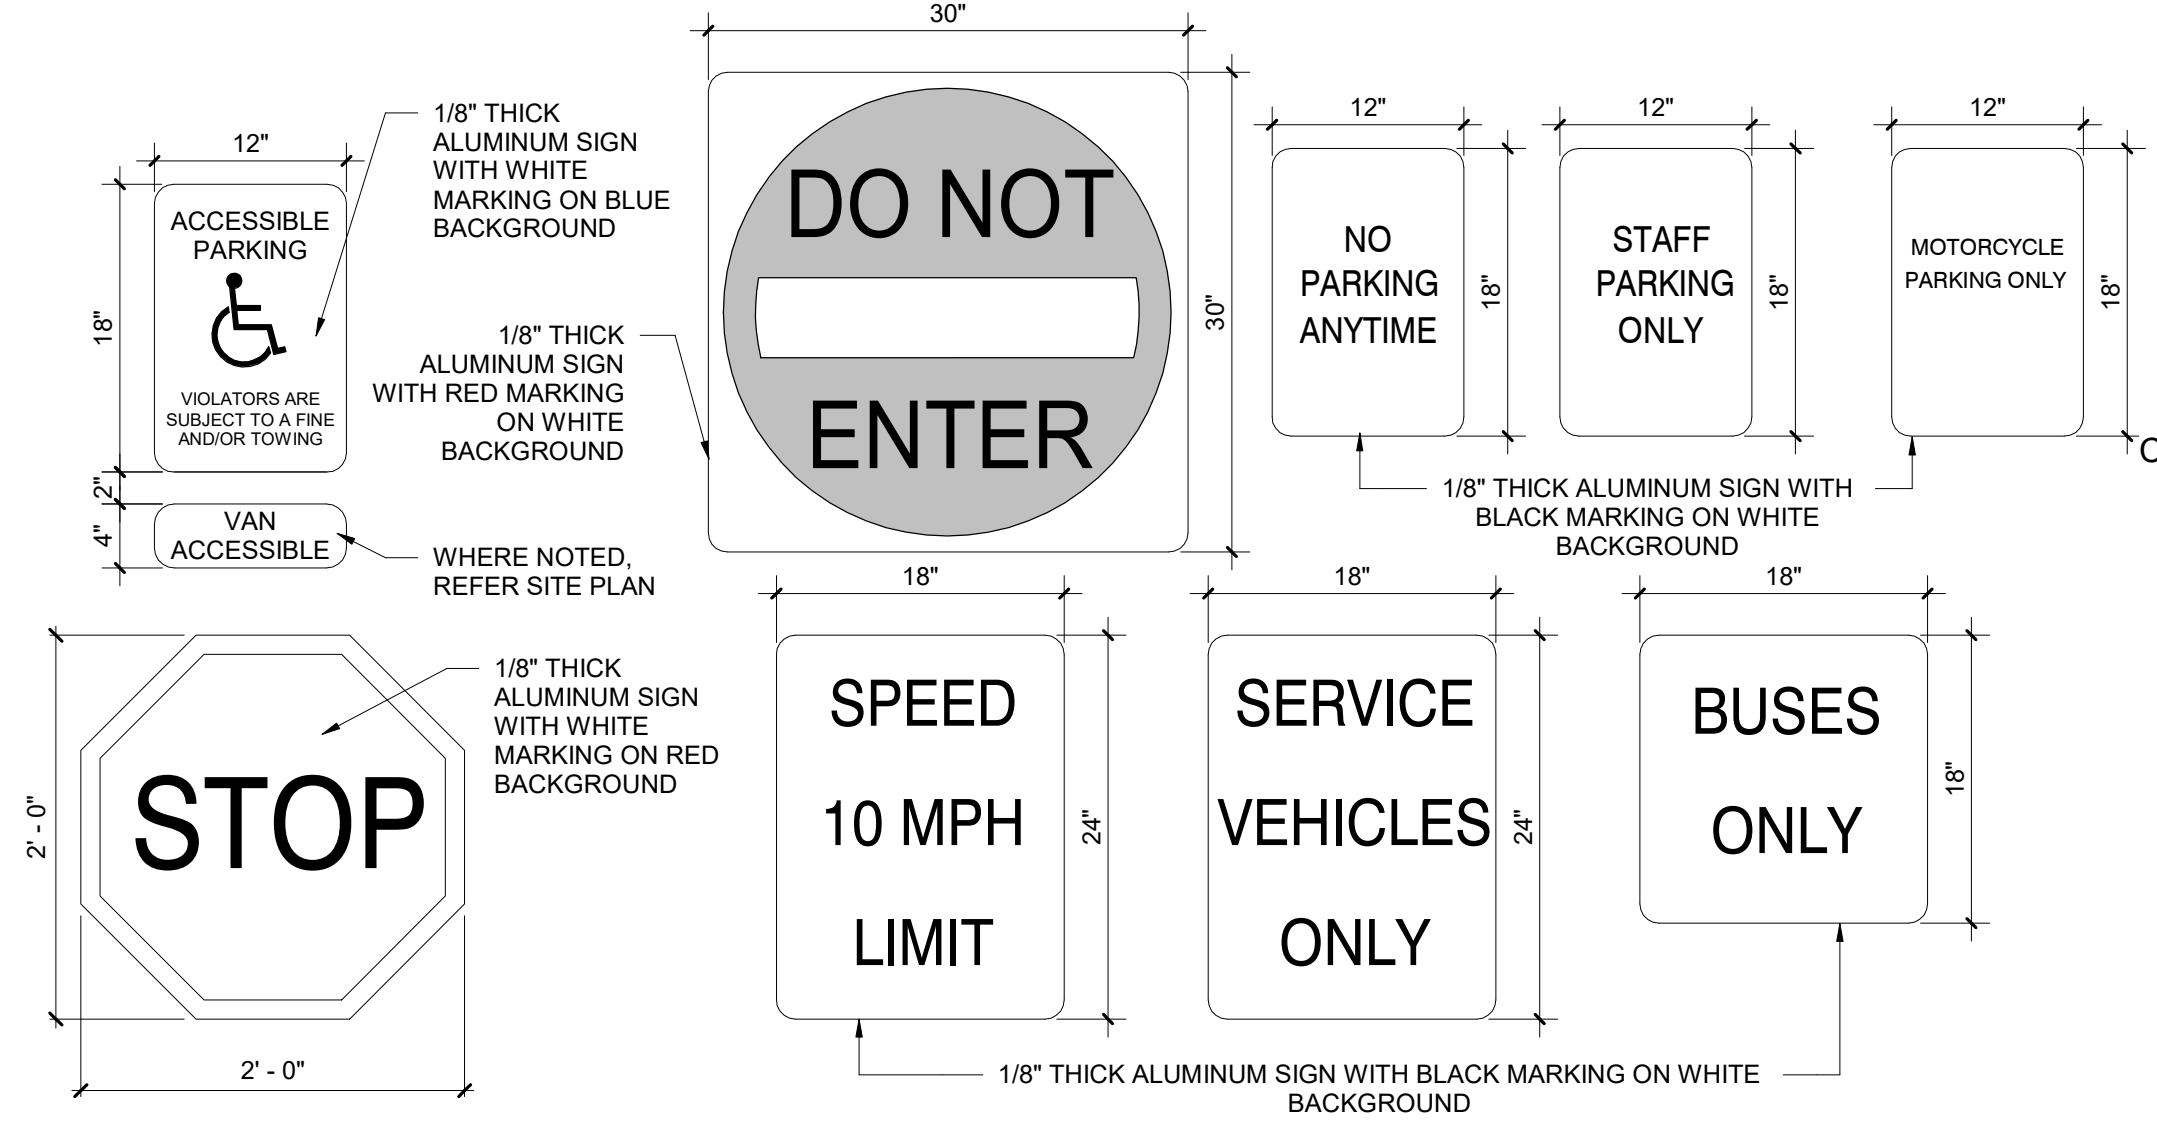 12"
18"
2"
4"
ACCESSIBLE
PARKING
VIOLATORS ARE
SUBJECT TO A FINE
AND/OR TOWING
VAN
ACCESSIBLE
1/8" THICK
ALUMINUM SIGN
WITH WHITE
MARKING ON BLUE
BACKGROUND
WHERE NOTED,
REFER SITE PLAN
30"
30"
DO NOT
ENTER
1/8" THICK
ALUMINUM SIGN
WITH RED MARKING
ON WHITE
BACKGROUND
12"
18"
NO
PARKING
ANYTIME
12"
18"
STAFF
PARKING
ONLY
12"
18"
MOTORCYCLE
PARKING ONLY
1/8" THICK ALUMINUM SIGN WITH
BLACK MARKING ON WHITE
BACKGROUND
2' - 0"
2' - 0"
STOP
1/8" THICK
ALUMINUM SIGN
WITH WHITE
MARKING ON RED
BACKGROUND
18"
24"
SPEED
10 MPH
LIMIT
18"
24"
SERVICE
VEHICLES
ONLY
18"
18"
BUSES
ONLY
1/8" THICK ALUMINUM SIGN WITH BLACK MARKING ON WHITE
BACKGROUND